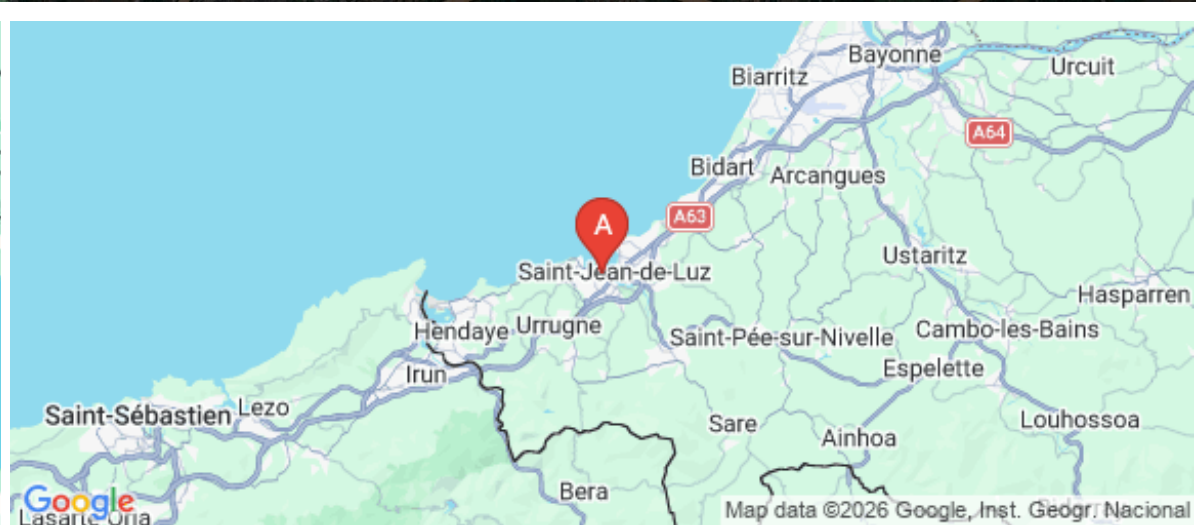 Bayonne
Urcuit
Biarritz
A64
Bidart
Arcangues
A63
A
Ustaritz
Saint-Jean-de-Luz
Hasparren
Hendaye
Urrugne
Saint-Pée-sur-Nivelle
Cambo-les-Bains
Irun
Espelette
Saint-Sébastien
Lezo
Sare
Ainhoa
Louhossoa
Bera
Google
Lasarte-Oria
Map data ©2026 Google, Inst. Geogr. Nacional